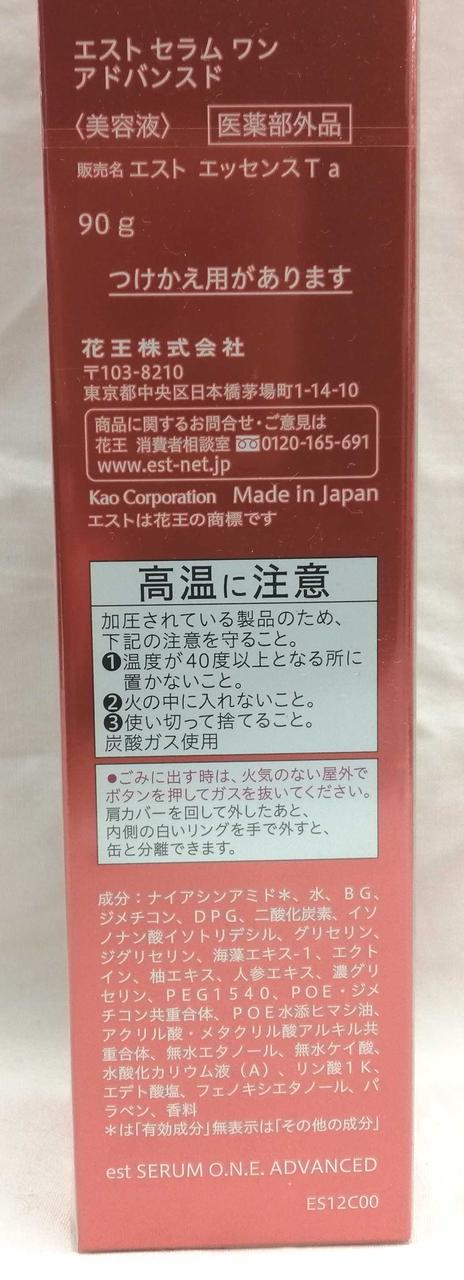 エスト セラム ワン
アドバンスド
〈美容液〉 医薬部外品
販売名 エスト エッセンスTa
90g
つけかえ用があります
花王株式会社
〒103-8210
東京都中央区日本橋茅場町1-14-10
商品に関するお問合せ・ご意見は
花王 消費者相談室 0120-165-691
www.est-net.jp
Kao Corporation Made in Japan
エストは花王の商標です
高温に注意
加圧されている製品のため、
下記の注意を守ること。
❶温度が40度以上となる所に
置かないこと。
❷火の中に入れないこと。
❸使い切って捨てること。
炭酸ガス使用
●ごみに出す時は、火気のない屋外で
ボタンを押してガスを抜いてください。
肩カバーを回して外したあと、
内側の白いリングを手で外すと、
缶と分離できます。
成分：ナイアシンアミド＊、水、BG、
ジメチコン、DPG、二酸化炭素、イソ
ノナン酸イソトリデシル、グリセリン、
ジグリセリン、海藻エキス-1、エクト
イン、柚エキス、人参エキス、濃グリ
セリン、PEG1540、POE・ジメ
チコン共重合体、POE水添ヒマシ油、
アクリル酸・メタクリル酸アルキル共
重合体、無水エタノール、無水ケイ酸、
水酸化カリウム液（A）、リン酸1K、
エデト酸塩、フェノキシエタノール、パ
ラベン、香料
＊は「有効成分」無表示は「その他の成分」
est SERUM O.N.E. ADVANCED
ES12C00